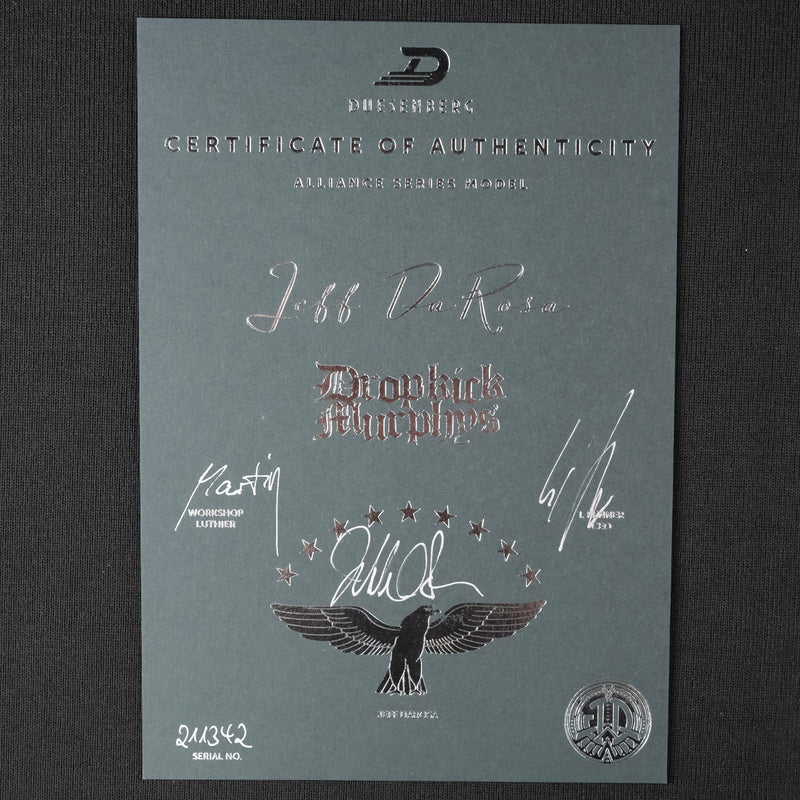 DUESENBERG
CERTIFICATE OF AUTHENTICITY
ALLIANCE SERIES MODEL
Jeff DaRosa
Dropkick
Murphys
Martin
WORKSHOP
LUTHIER
CEO
JEFF DAROSA
211342
SERIAL NO.